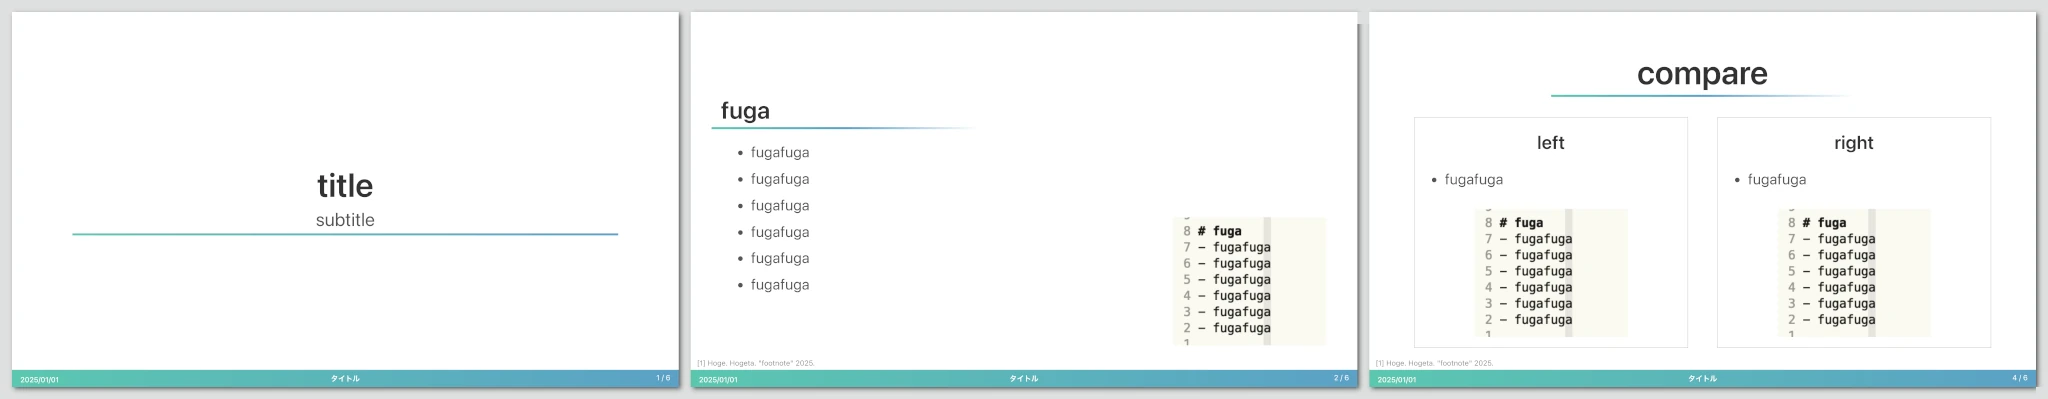 title
subtitle
2025/01/01 タイトル 1 / 6
fuga
• fugafuga
• fugafuga
• fugafuga
• fugafuga
• fugafuga
• fugafuga
8 # fuga
7 - fugafuga
6 - fugafuga
5 - fugafuga
4 - fugafuga
3 - fugafuga
2 - fugafuga
1
[1] Hoge. Hogeta. "footnote" 2025.
2025/01/01 タイトル 2 / 6
compare
left
• fugafuga
8 # fuga
7 - fugafuga
6 - fugafuga
5 - fugafuga
4 - fugafuga
3 - fugafuga
2 - fugafuga
1
right
• fugafuga
8 # fuga
7 - fugafuga
6 - fugafuga
5 - fugafuga
4 - fugafuga
3 - fugafuga
2 - fugafuga
1
[1] Hoge. Hogeta. "footnote" 2025.
2025/01/01 タイトル 4 / 6